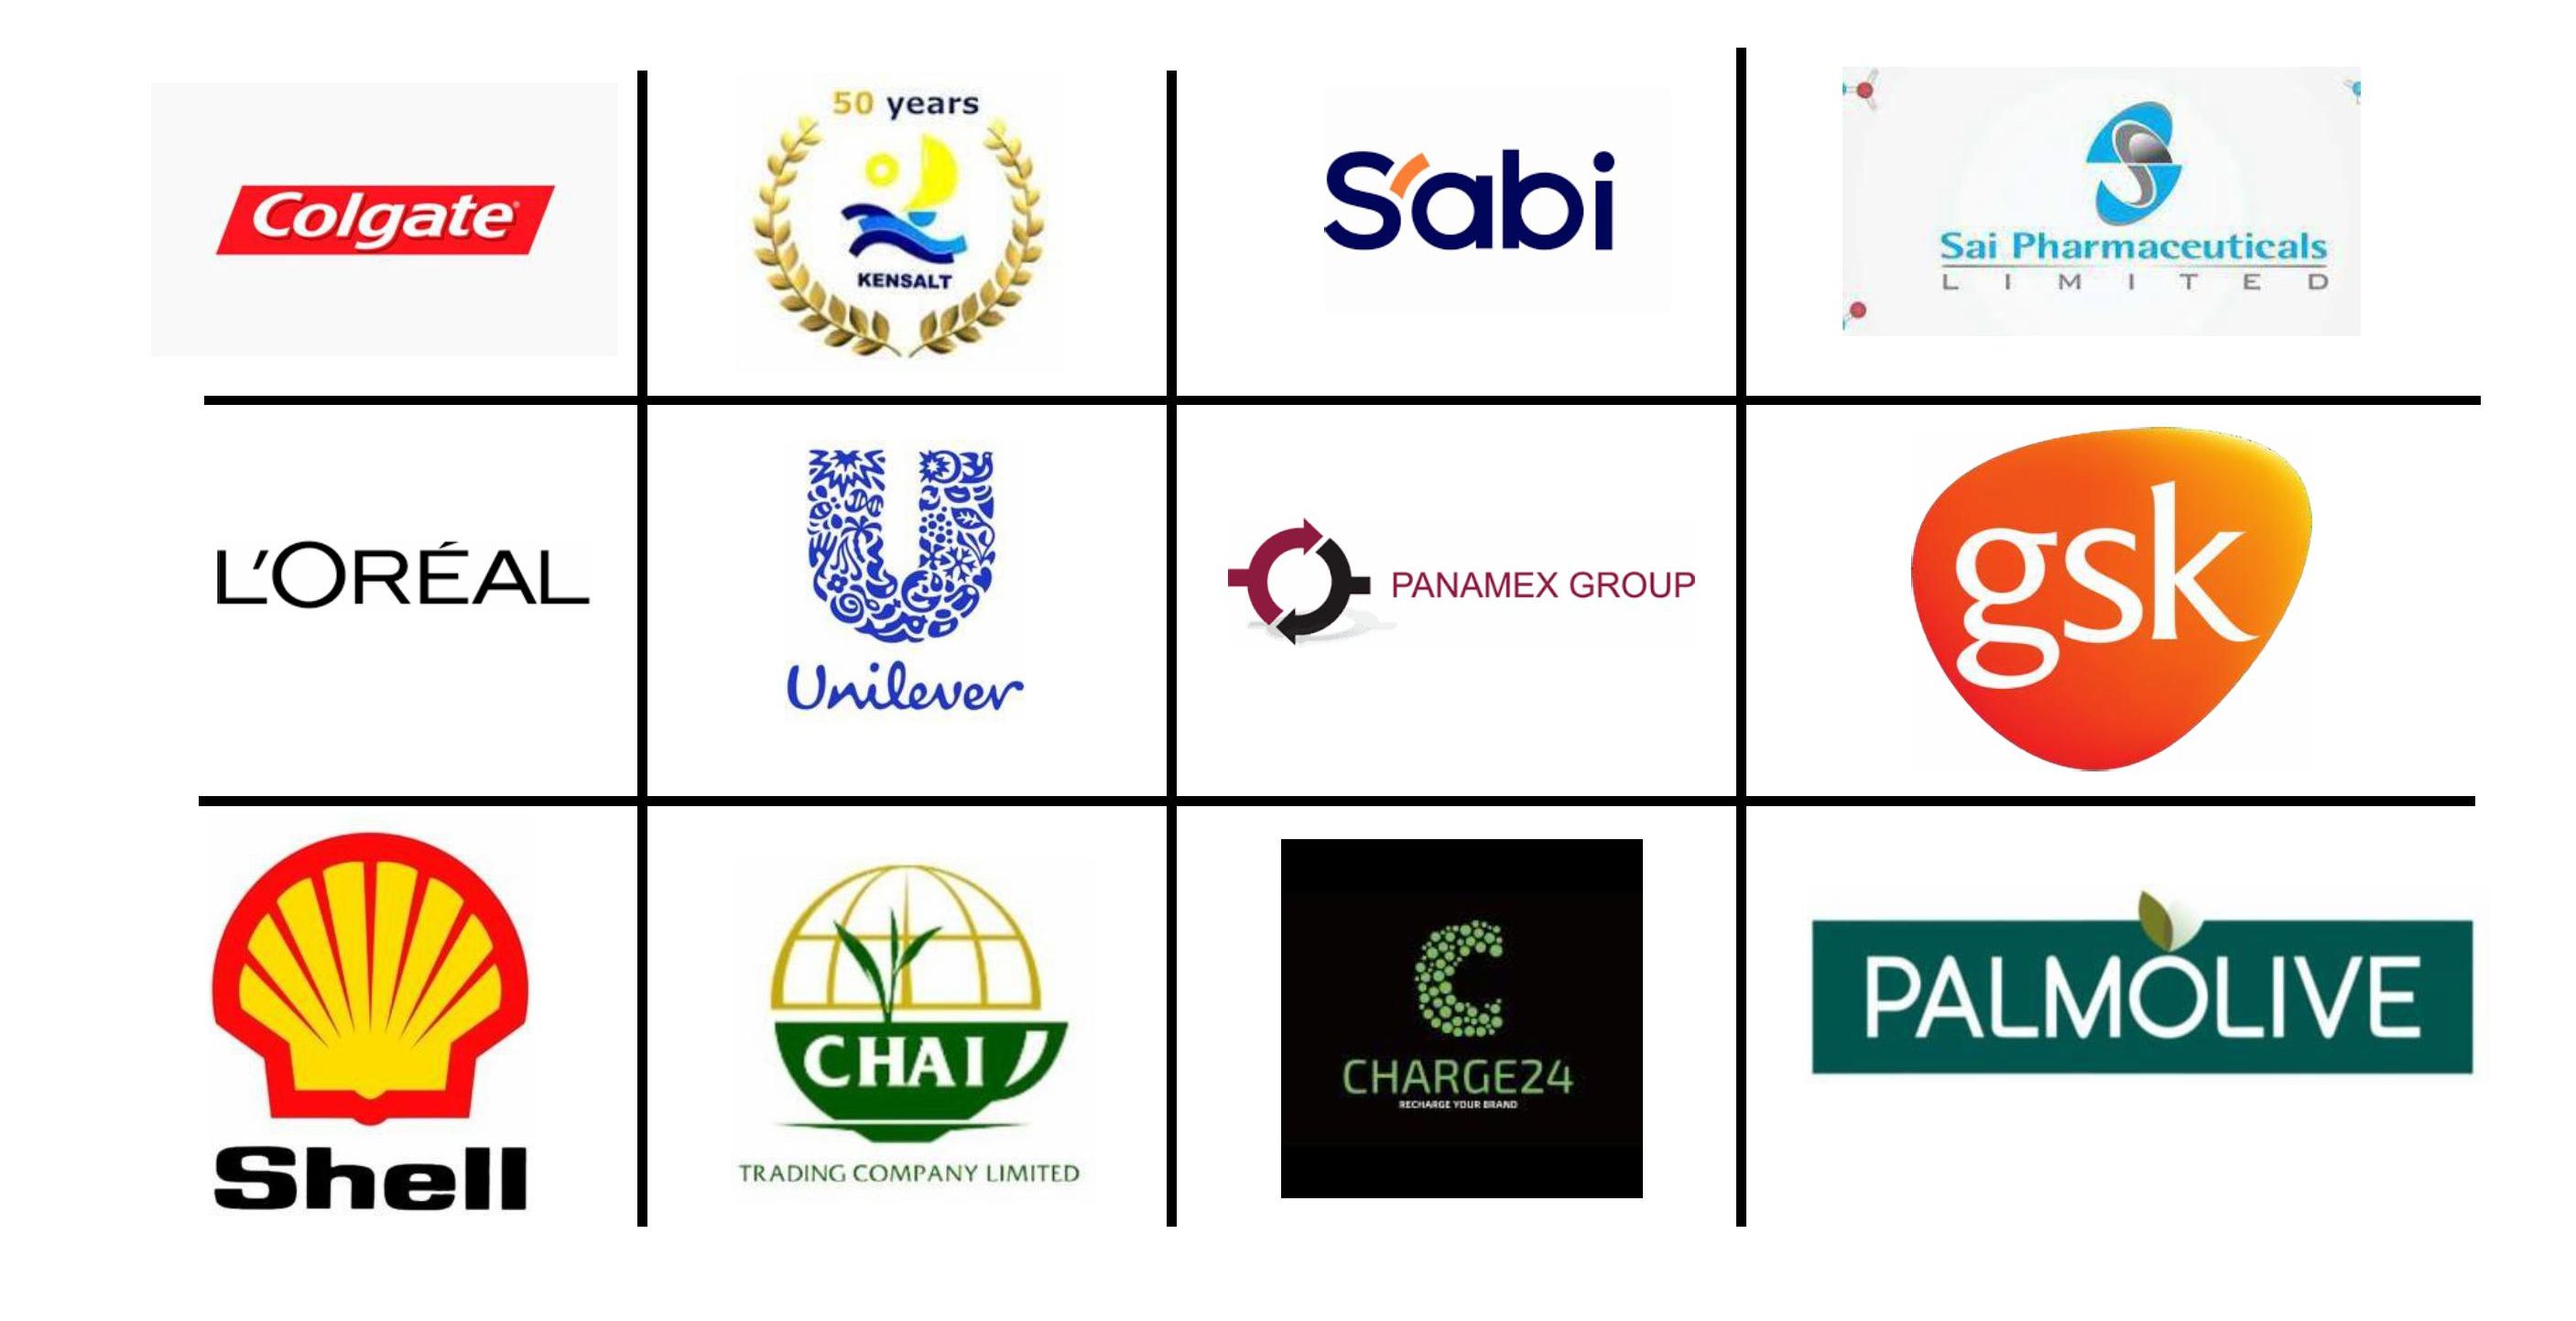 Colgate
50 years
KENSALT
Sabi
Sai Pharmaceuticals
LIMITED
L'ORÉAL
Unilever
PANAMEX GROUP
gsk
Shell
CHAI
TRADING COMPANY LIMITED
CHARGE24
RECHARGE YOUR BRAND
PALMOLIVE